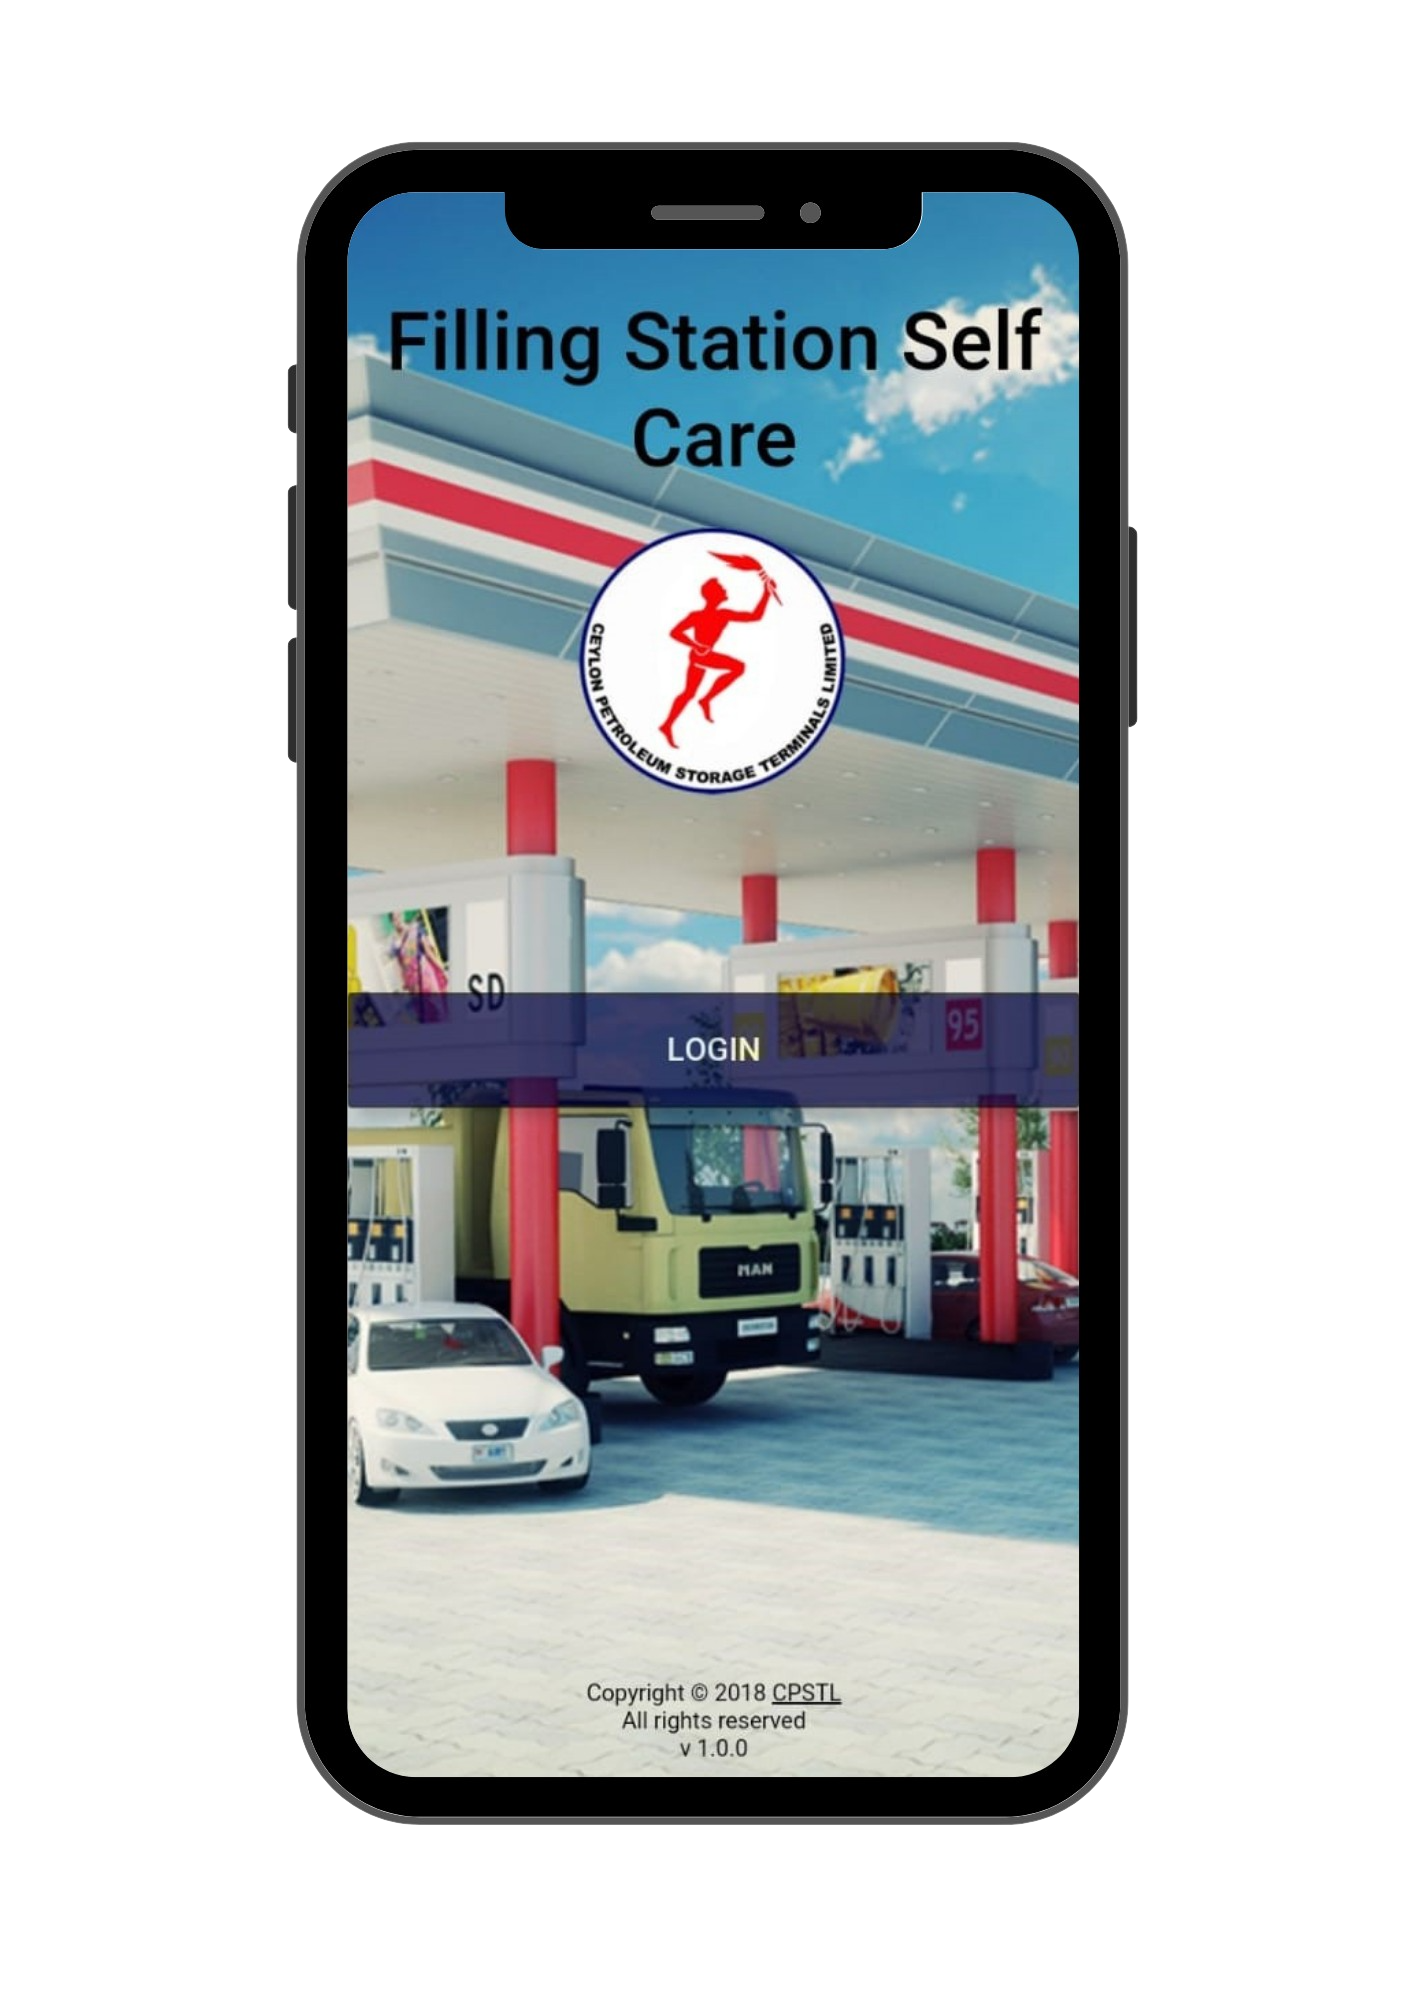 Filling Station Self
Care
CEYLON PETROLEUM STORAGE TERMINALS LIMITED
SD
95
LOGIN
MAN
Copyright © 2018 CPSTL
All rights reserved
v 1.0.0